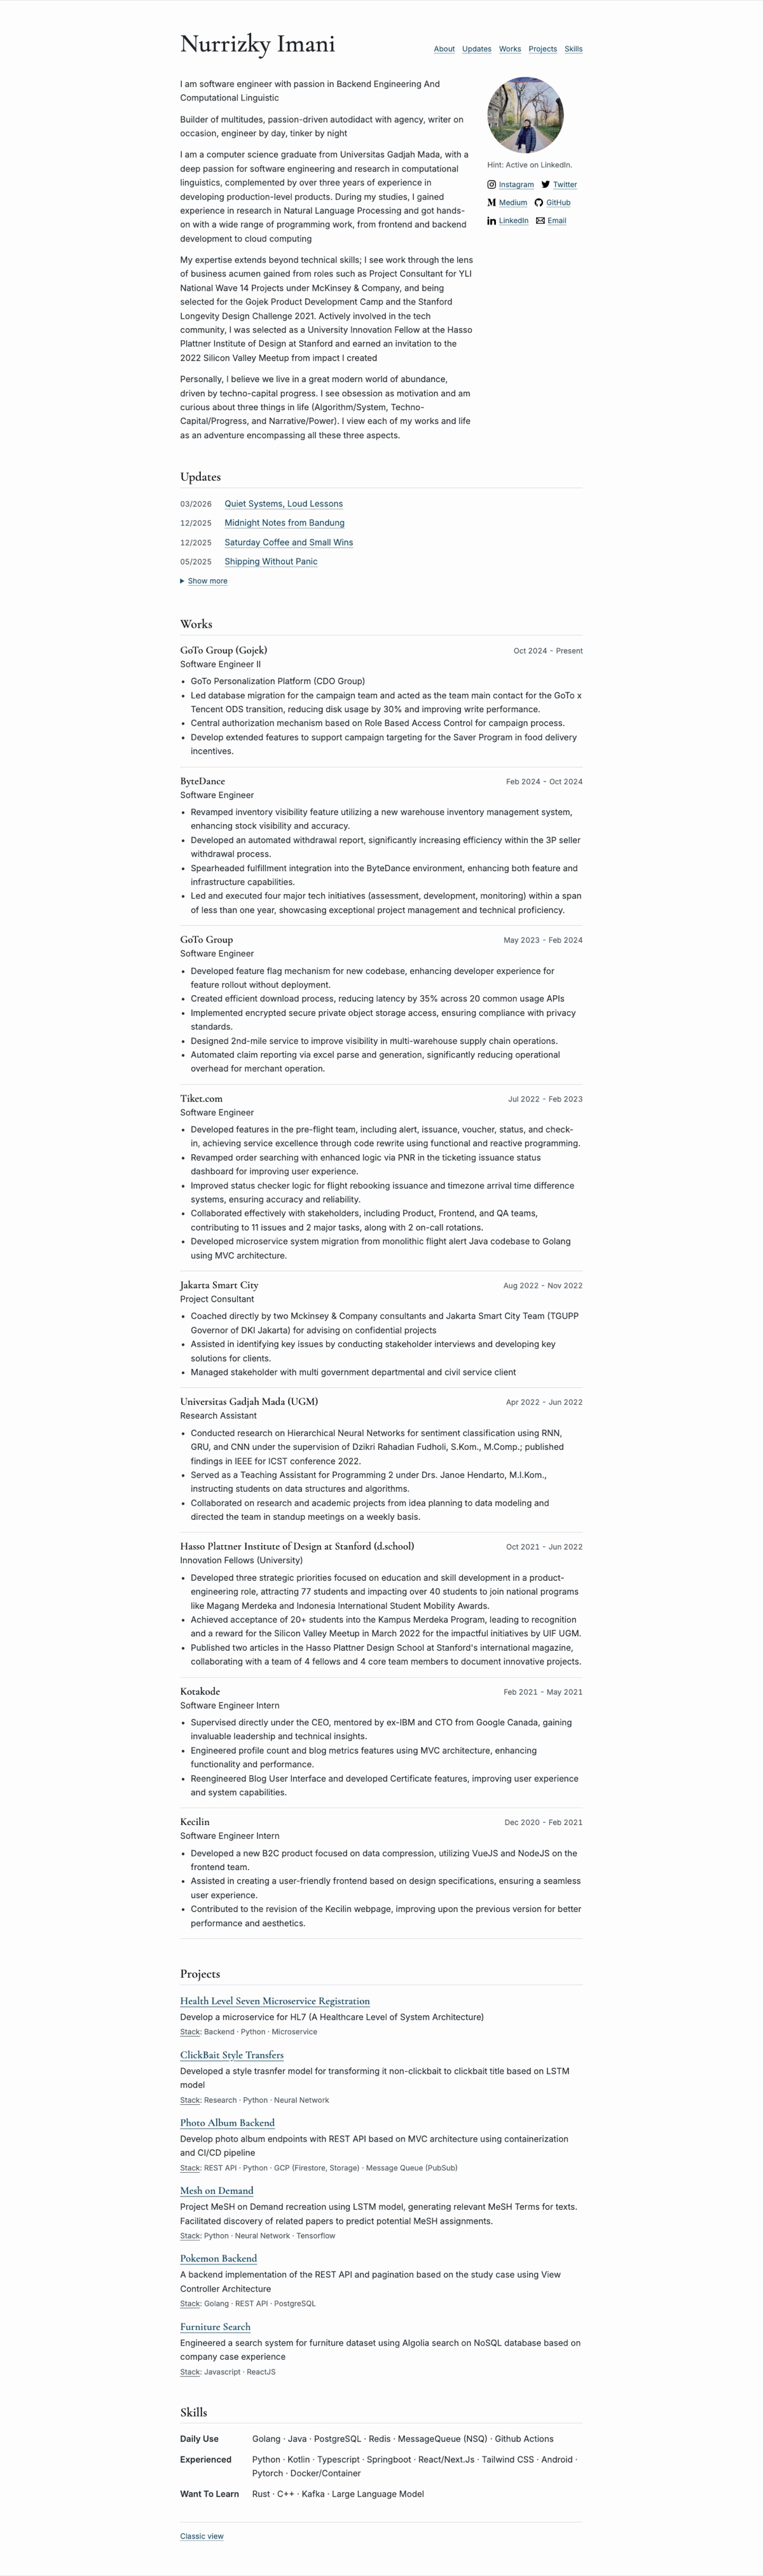 Nurrizky Imani
About Updates Works Projects Skills
I am software engineer with passion in Backend Engineering And
Computational Linguistic
Builder of multitudes, passion-driven autodidact with agency, writer on
occasion, engineer by day, tinker by night
I am a computer science graduate from Universitas Gadjah Mada, with a
deep passion for software engineering and research in computational
linguistics, complemented by over three years of experience in
developing production-level products. During my studies, I gained
experience in research in Natural Language Processing and got hands-
on with a wide range of programming work, from frontend and backend
development to cloud computing
My expertise extends beyond technical skills; I see work through the lens
of business acumen gained from roles such as Project Consultant for YLI
National Wave 14 Projects under McKinsey & Company, and being
selected for the Gojek Product Development Camp and the Stanford
Longevity Design Challenge 2021. Actively involved in the tech
community, I was selected as a University Innovation Fellow at the Hasso
Plattner Institute of Design at Stanford and earned an invitation to the
2022 Silicon Valley Meetup from impact I created
Personally, I believe we live in a great modern world of abundance,
driven by techno-capital progress. I see obsession as motivation and am
curious about three things in life (Algorithm/System, Techno-
Capital/Progress, and Narrative/Power). I view each of my works and life
as an adventure encompassing all these three aspects.
Hint: Active on LinkedIn.
Instagram Twitter
Medium GitHub
LinkedIn Email
Updates
03/2026 Quiet Systems, Loud Lessons
12/2025 Midnight Notes from Bandung
12/2025 Saturday Coffee and Small Wins
05/2025 Shipping Without Panic
Show more
Works
GoTo Group (Gojek) Oct 2024 - Present
Software Engineer II
• GoTo Personalization Platform (CDO Group)
• Led database migration for the campaign team and acted as the team main contact for the GoTo x
Tencent ODS transition, reducing disk usage by 30% and improving write performance.
• Central authorization mechanism based on Role Based Access Control for campaign process.
• Develop extended features to support campaign targeting for the Saver Program in food delivery
incentives.
ByteDance Feb 2024 - Oct 2024
Software Engineer
• Revamped inventory visibility feature utilizing a new warehouse inventory management system,
enhancing stock visibility and accuracy.
• Developed an automated withdrawal report, significantly increasing efficiency within the 3P seller
withdrawal process.
• Spearheaded fulfillment integration into the ByteDance environment, enhancing both feature and
infrastructure capabilities.
• Led and executed four major tech initiatives (assessment, development, monitoring) within a span
of less than one year, showcasing exceptional project management and technical proficiency.
GoTo Group May 2023 - Feb 2024
Software Engineer
• Developed feature flag mechanism for new codebase, enhancing developer experience for
feature rollout without deployment.
• Created efficient download process, reducing latency by 35% across 20 common usage APIs
• Implemented encrypted secure private object storage access, ensuring compliance with privacy
standards.
• Designed 2nd-mile service to improve visibility in multi-warehouse supply chain operations.
• Automated claim reporting via excel parse and generation, significantly reducing operational
overhead for merchant operation.
Tiket.com Jul 2022 - Feb 2023
Software Engineer
• Developed features in the pre-flight team, including alert, issuance, voucher, status, and check-
in, achieving service excellence through code rewrite using functional and reactive programming.
• Revamped order searching with enhanced logic via PNR in the ticketing issuance status
dashboard for improving user experience.
• Improved status checker logic for flight rebooking issuance and timezone arrival time difference
systems, ensuring accuracy and reliability.
• Collaborated effectively with stakeholders, including Product, Frontend, and QA teams,
contributing to 11 issues and 2 major tasks, along with 2 on-call rotations.
• Developed microservice system migration from monolithic flight alert Java codebase to Golang
using MVC architecture.
Jakarta Smart City Aug 2022 - Nov 2022
Project Consultant
• Coached directly by two Mckinsey & Company consultants and Jakarta Smart City Team (TGUPP
Governor of DKI Jakarta) for advising on confidential projects
• Assisted in identifying key issues by conducting stakeholder interviews and developing key
solutions for clients.
• Managed stakeholder with multi government departmental and civil service client
Universitas Gadjah Mada (UGM) Apr 2022 - Jun 2022
Research Assistant
• Conducted research on Hierarchical Neural Networks for sentiment classification using RNN,
GRU, and CNN under the supervision of Dzikri Rahadian Fudholi, S.Kom., M.Comp.; published
findings in IEEE for ICST conference 2022.
• Served as a Teaching Assistant for Programming 2 under Drs. Janoe Hendarto, M.I.Kom.,
instructing students on data structures and algorithms.
• Collaborated on research and academic projects from idea planning to data modeling and
directed the team in standup meetings on a weekly basis.
Hasso Plattner Institute of Design at Stanford (d.school) Oct 2021 - Jun 2022
Innovation Fellows (University)
• Developed three strategic priorities focused on education and skill development in a product-
engineering role, attracting 77 students and impacting over 40 students to join national programs
like Magang Merdeka and Indonesia International Student Mobility Awards.
• Achieved acceptance of 20+ students into the Kampus Merdeka Program, leading to recognition
and a reward for the Silicon Valley Meetup in March 2022 for the impactful initiatives by UIF UGM.
• Published two articles in the Hasso Plattner Design School at Stanford's international magazine,
collaborating with a team of 4 fellows and 4 core team members to document innovative projects.
Kotakode Feb 2021 - May 2021
Software Engineer Intern
• Supervised directly under the CEO, mentored by ex-IBM and CTO from Google Canada, gaining
invaluable leadership and technical insights.
• Engineered profile count and blog metrics features using MVC architecture, enhancing
functionality and performance.
• Reengineered Blog User Interface and developed Certificate features, improving user experience
and system capabilities.
Kecilin Dec 2020 - Feb 2021
Software Engineer Intern
• Developed a new B2C product focused on data compression, utilizing VueJS and NodeJS on the
frontend team.
• Assisted in creating a user-friendly frontend based on design specifications, ensuring a seamless
user experience.
• Contributed to the revision of the Kecilin webpage, improving upon the previous version for better
performance and aesthetics.
Projects
Health Level Seven Microservice Registration
Develop a microservice for HL7 (A Healthcare Level of System Architecture)
Stack: Backend · Python · Microservice
ClickBait Style Transfers
Developed a style trasnfer model for transforming it non-clickbait to clickbait title based on LSTM
model
Stack: Research · Python · Neural Network
Photo Album Backend
Develop photo album endpoints with REST API based on MVC architecture using containerization
and CI/CD pipeline
Stack: REST API · Python · GCP (Firestore, Storage) · Message Queue (PubSub)
Mesh on Demand
Project MeSH on Demand recreation using LSTM model, generating relevant MeSH Terms for texts.
Facilitated discovery of related papers to predict potential MeSH assignments.
Stack: Python · Neural Network · Tensorflow
Pokemon Backend
A backend implementation of the REST API and pagination based on the study case using View
Controller Architecture
Stack: Golang · REST API · PostgreSQL
Furniture Search
Engineered a search system for furniture dataset using Algolia search on NoSQL database based on
company case experience
Stack: Javascript · ReactJS
Skills
Daily Use Golang · Java · PostgreSQL · Redis · MessageQueue (NSQ) · Github Actions
Experienced Python · Kotlin · Typescript · Springboot · React/Next.Js · Tailwind CSS · Android ·
Pytorch · Docker/Container
Want To Learn Rust · C++ · Kafka · Large Language Model
Classic view